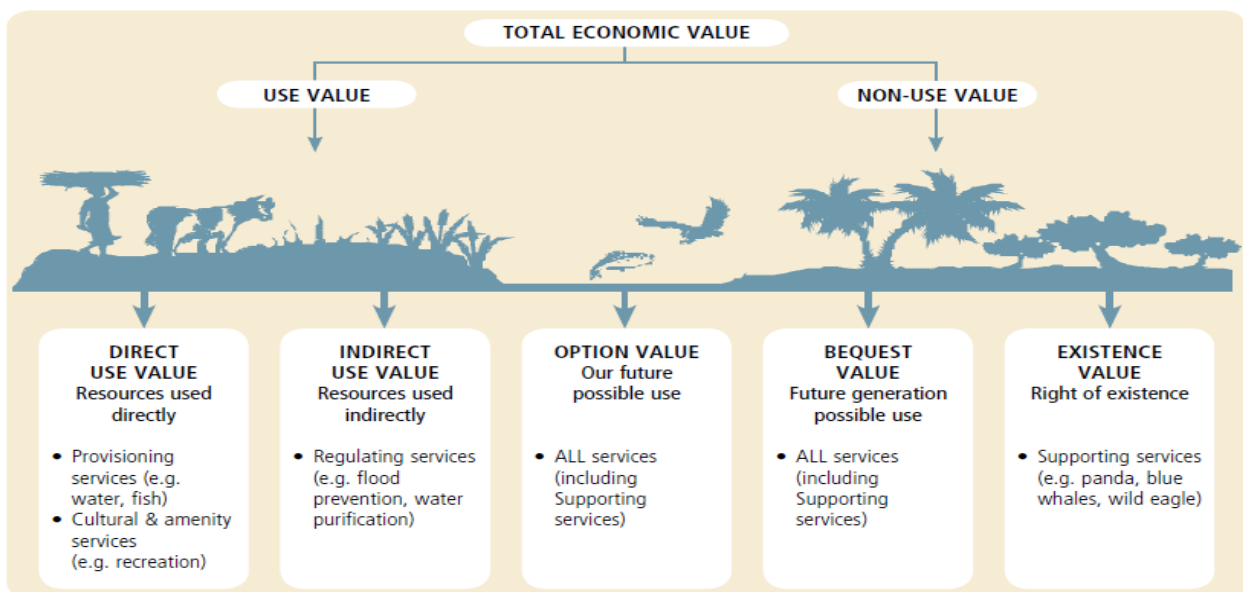 TOTAL ECONOMIC VALUE
USE VALUE
NON-USE VALUE
DIRECT
USE VALUE
Resources used
directly
• Provisioning
services (e.g.
water, fish)
• Cultural & amenity
services
(e.g. recreation)
INDIRECT
USE VALUE
Resources used
indirectly
• Regulating services
(e.g. flood
prevention, water
purification)
OPTION VALUE
Our future
possible use
• ALL services
(including
Supporting
services)
BEQUEST
VALUE
Future generation
possible use
• ALL services
(including
Supporting
services)
EXISTENCE
VALUE
Right of existence
• Supporting services
(e.g. panda, blue
whales, wild eagle)